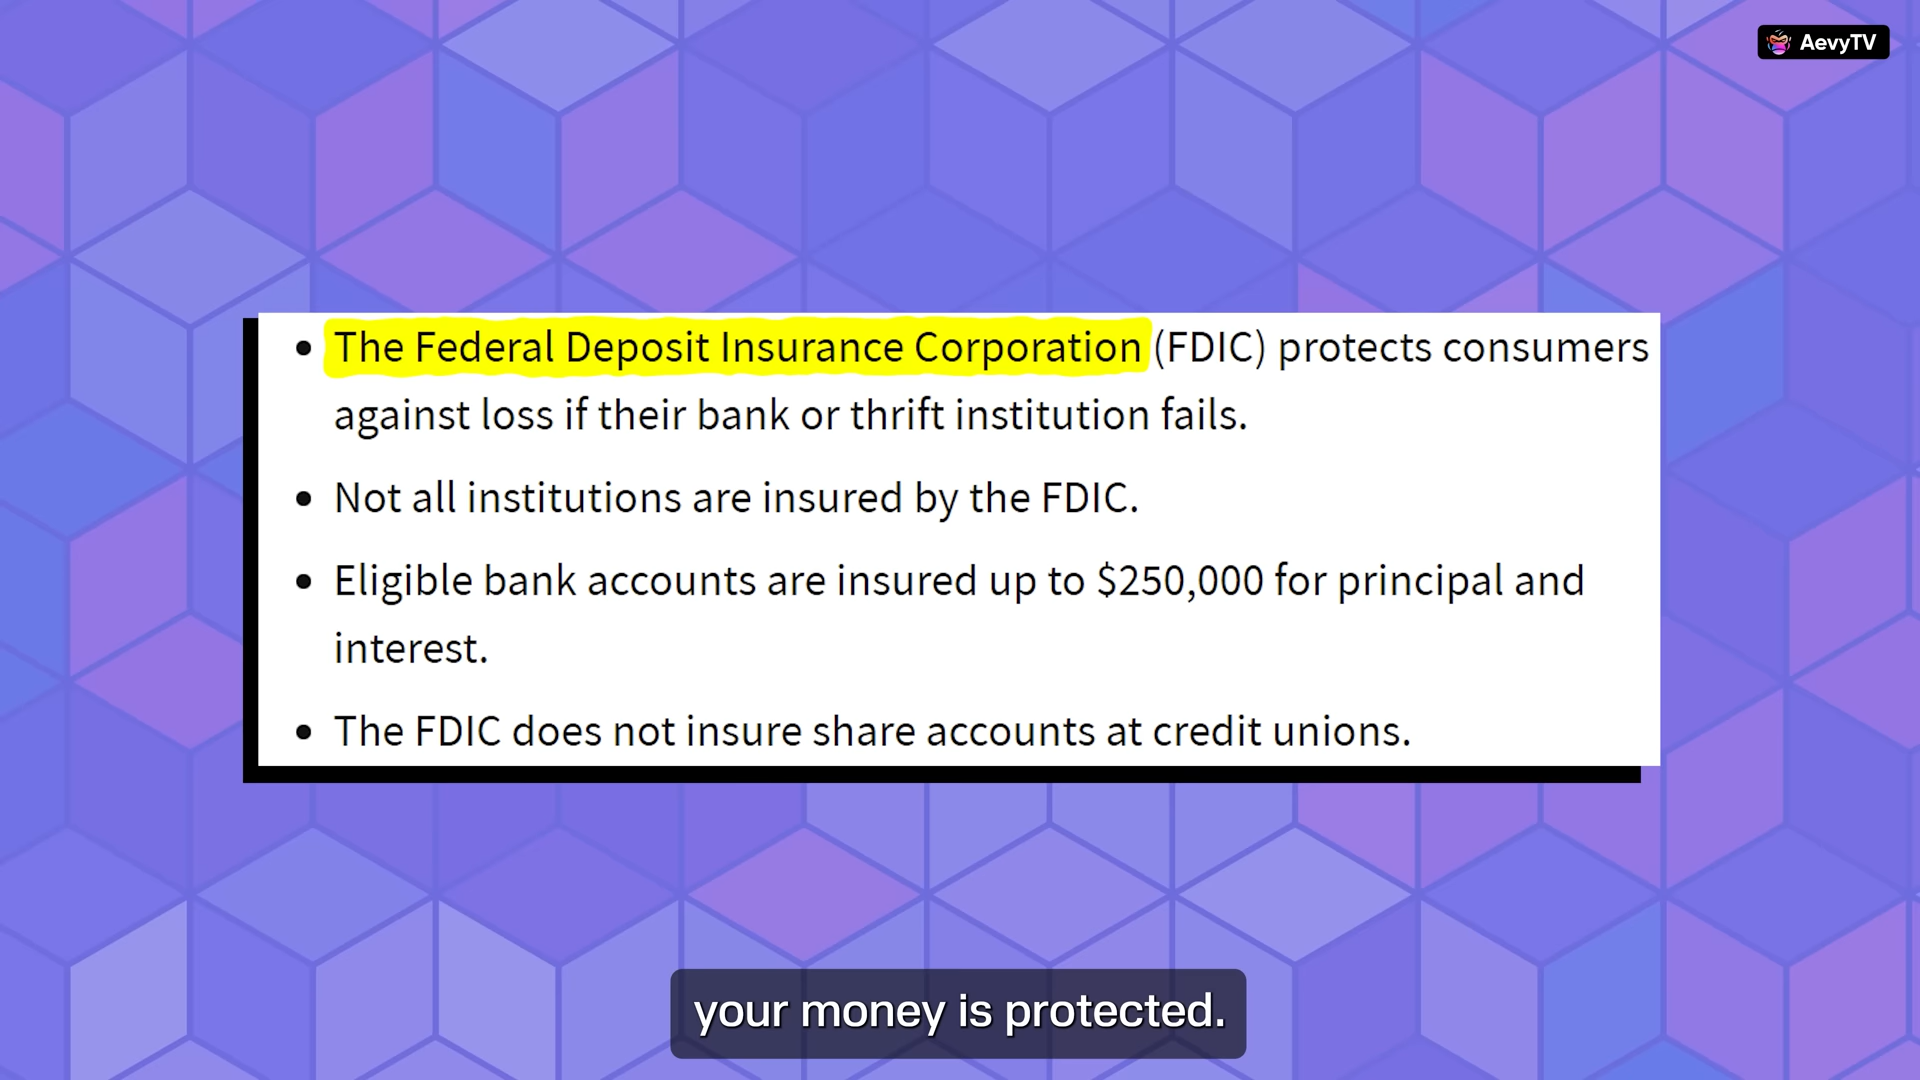 AevyTV
• The Federal Deposit Insurance Corporation (FDIC) protects consumers
against loss if their bank or thrift institution fails.
• Not all institutions are insured by the FDIC.
• Eligible bank accounts are insured up to $250,000 for principal and
interest.
• The FDIC does not insure share accounts at credit unions.
your money is protected.